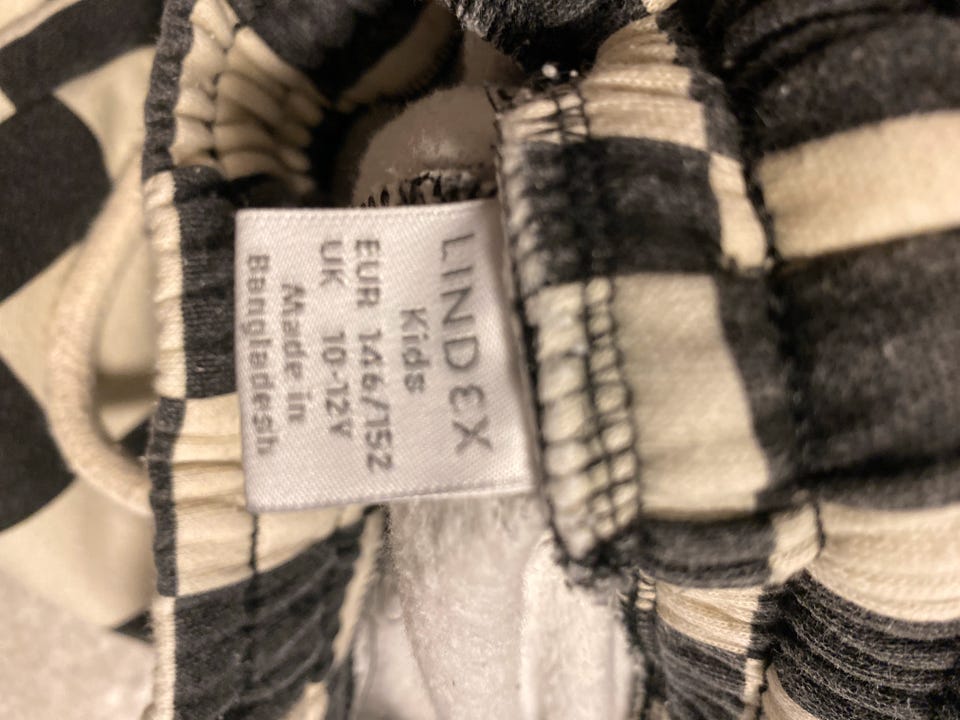 LINDEX
Kids
EUR 146/152
UK 10-12Y
Made in
Bangladesh